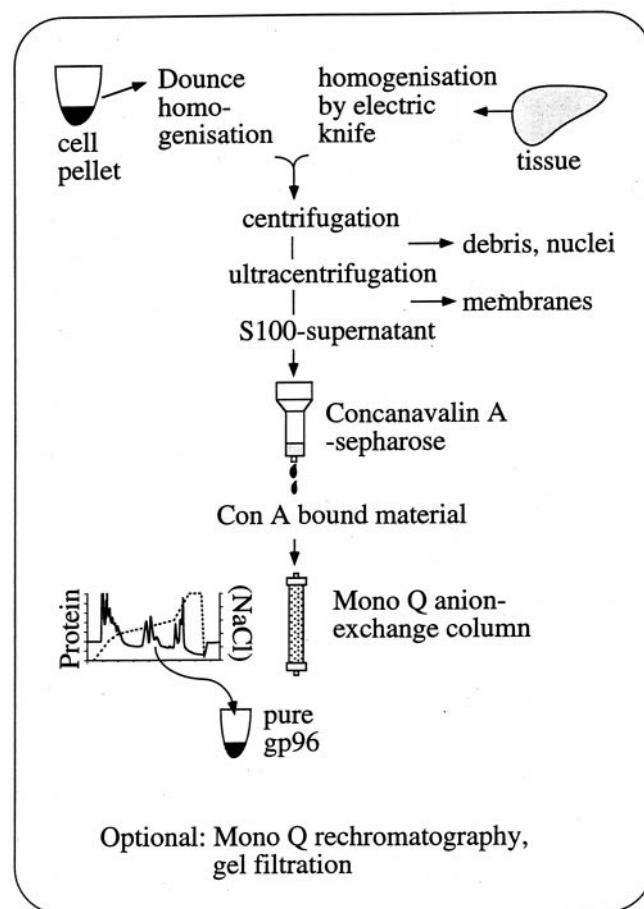 Dounce
homo-
genisation
homogenisation
by electric
knife
cell
pellet
tissue
centrifugation
debris, nuclei
ultracentrifugation
membranes
S100-supernatant
Concanavalin A
-sepharose
Con A bound material
Protein
(NaCl)
Mono Q anion-
exchange column
pure
gp96
Optional: Mono Q rechromatography,
gel filtration